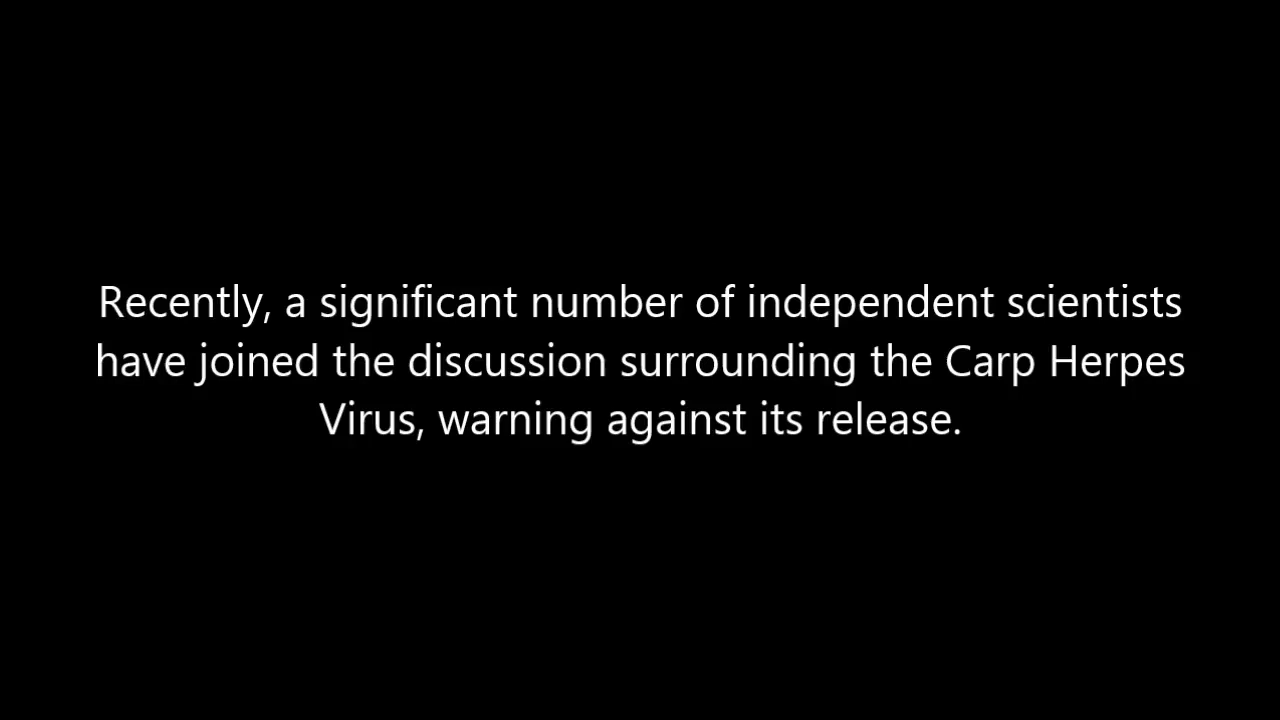 Recently, a significant number of independent scientists
have joined the discussion surrounding the Carp Herpes
Virus, warning against its release.